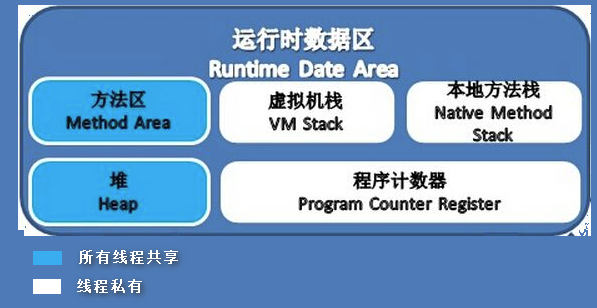 运行时数据区
Runtime Date Area
方法区
Method Area
虚拟机栈
VM Stack
本地方法栈
Native Method
Stack
堆
Heap
程序计数器
Program Counter Register
所有线程共享
线程私有